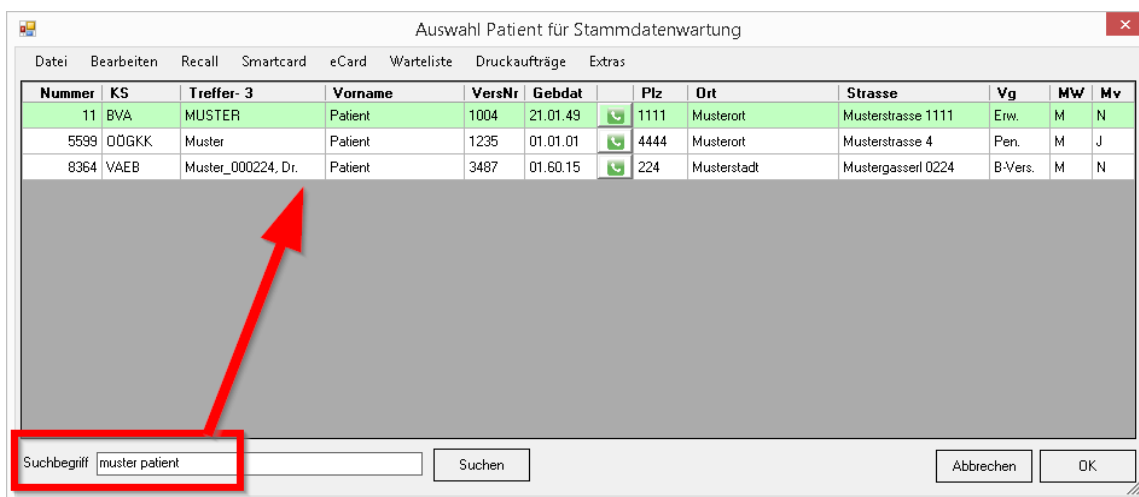 Auswahl Patient für Stammdatenwartung
Datei Bearbeiten Recall Smartcard eCard Warteliste Druckaufträge Extras
Nummer KS Treffer- 3 Vorname VersNr Gebdat Plz Ort Strasse Vg MW Mv
11 BVA MUSTER Patient 1004 21.01.49 1111 Musterort Musterstrasse 1111 Erw. M N
5599 OÖGKK Muster Patient 1235 01.01.01 4444 Musterort Musterstrasse 4 Pen. M J
8364 VAEB Muster_000224, Dr. Patient 3487 01.60.15 224 Musterstadt Mustergasserl 0224 B-Vers. M N
Suchbegriff muster patient Suchen Abbrechen OK